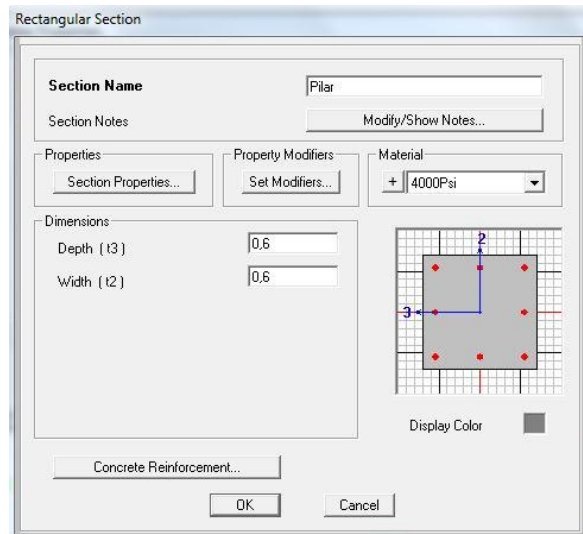 Rectangular Section
Section Name
Pilar
Section Notes
Modify/Show Notes...
Properties
Section Properties...
Property Modifiers
Set Modifiers...
Material
+ 4000Psi
Dimensions
Depth ( t3 )
0,6
Width ( t2 )
0,6
2
3
Display Color
Concrete Reinforcement...
OK
Cancel